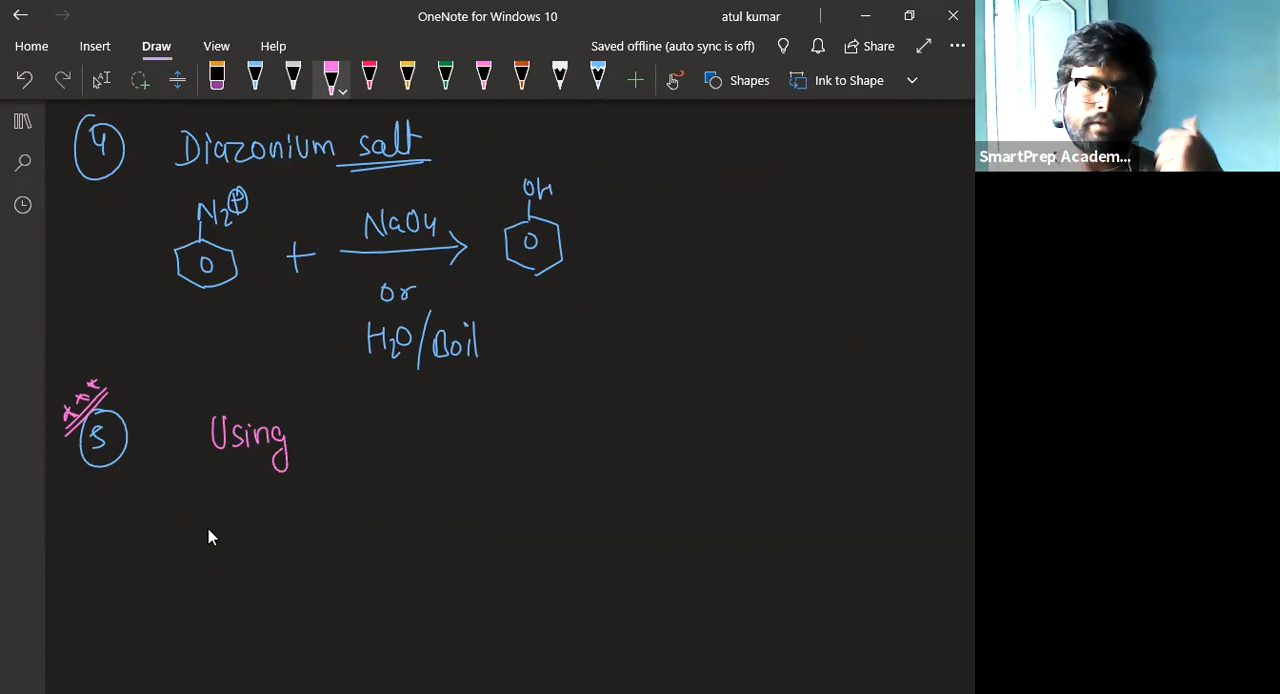 OneNote for Windows 10
atul kumar
Home Insert Draw View Help
Saved offline (auto sync is off) Share
Shapes Ink to Shape
SmartPrep Academ...
4 Diazonium salt
N2⊕ + NaOH OH
or
H2O/Boil
xxx
5 Using